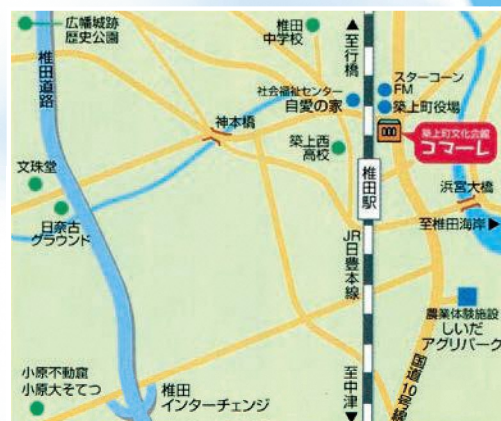 広幡城跡
歴史公園
椎田
中学校
▲至行橋
スターコーン
FM
社会福祉センター
自愛の家
築上町役場
築上町文化会館
コマーレ
神本橋
築上西
高校
椎田道路
文珠堂
日奈古
グラウンド
椎田駅
浜宮大橋
至椎田海岸▶
JR日豊本線
農業体験施設
しいだ
アグリパーク
国道10号線
小原不動窟
小原大そてつ
椎田
インターチェンジ
至中津▼